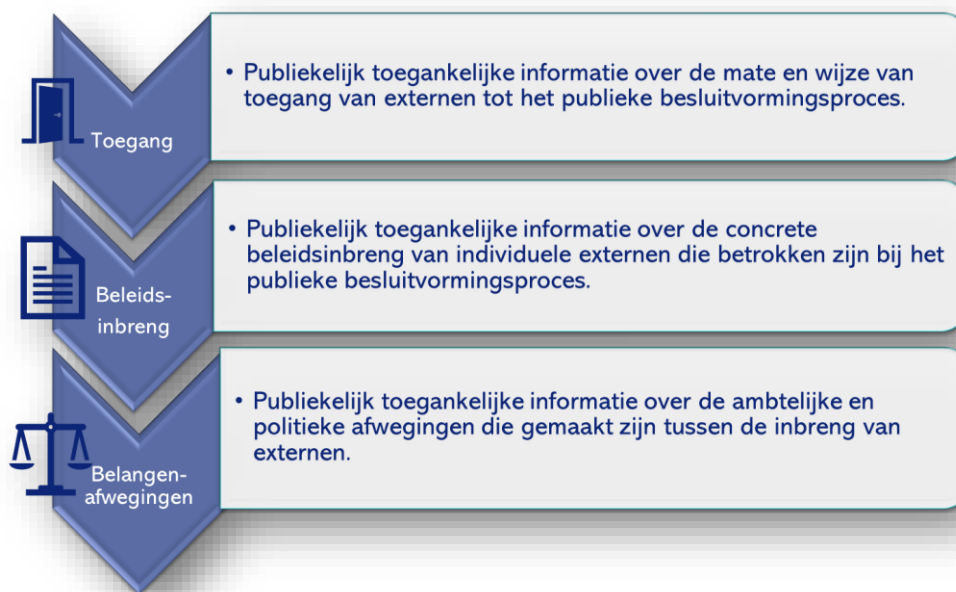 Toegang
• Publiekelijk toegankelijke informatie over de mate en wijze van
toegang van externen tot het publieke besluitvormingsproces.
Beleids-
inbreng
• Publiekelijk toegankelijke informatie over de concrete
beleidsinbreng van individuele externen die betrokken zijn bij het
publieke besluitvormingsproces.
Belangen-
afwegingen
• Publiekelijk toegankelijke informatie over de ambtelijke en
politieke afwegingen die gemaakt zijn tussen de inbreng van
externen.